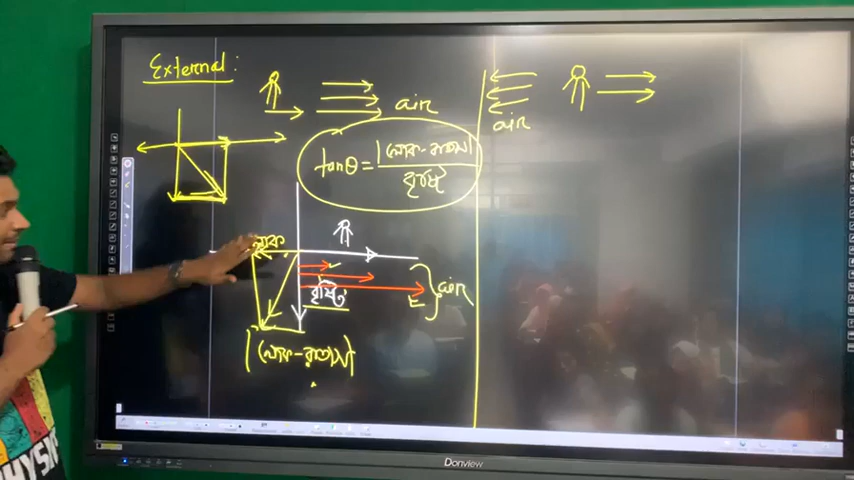 External :
air
air
tanθ = |লোক-বাতাস| / বৃষ্টি
লোক
বৃষ্টি
air
|লোক-বাতাস|
Donview